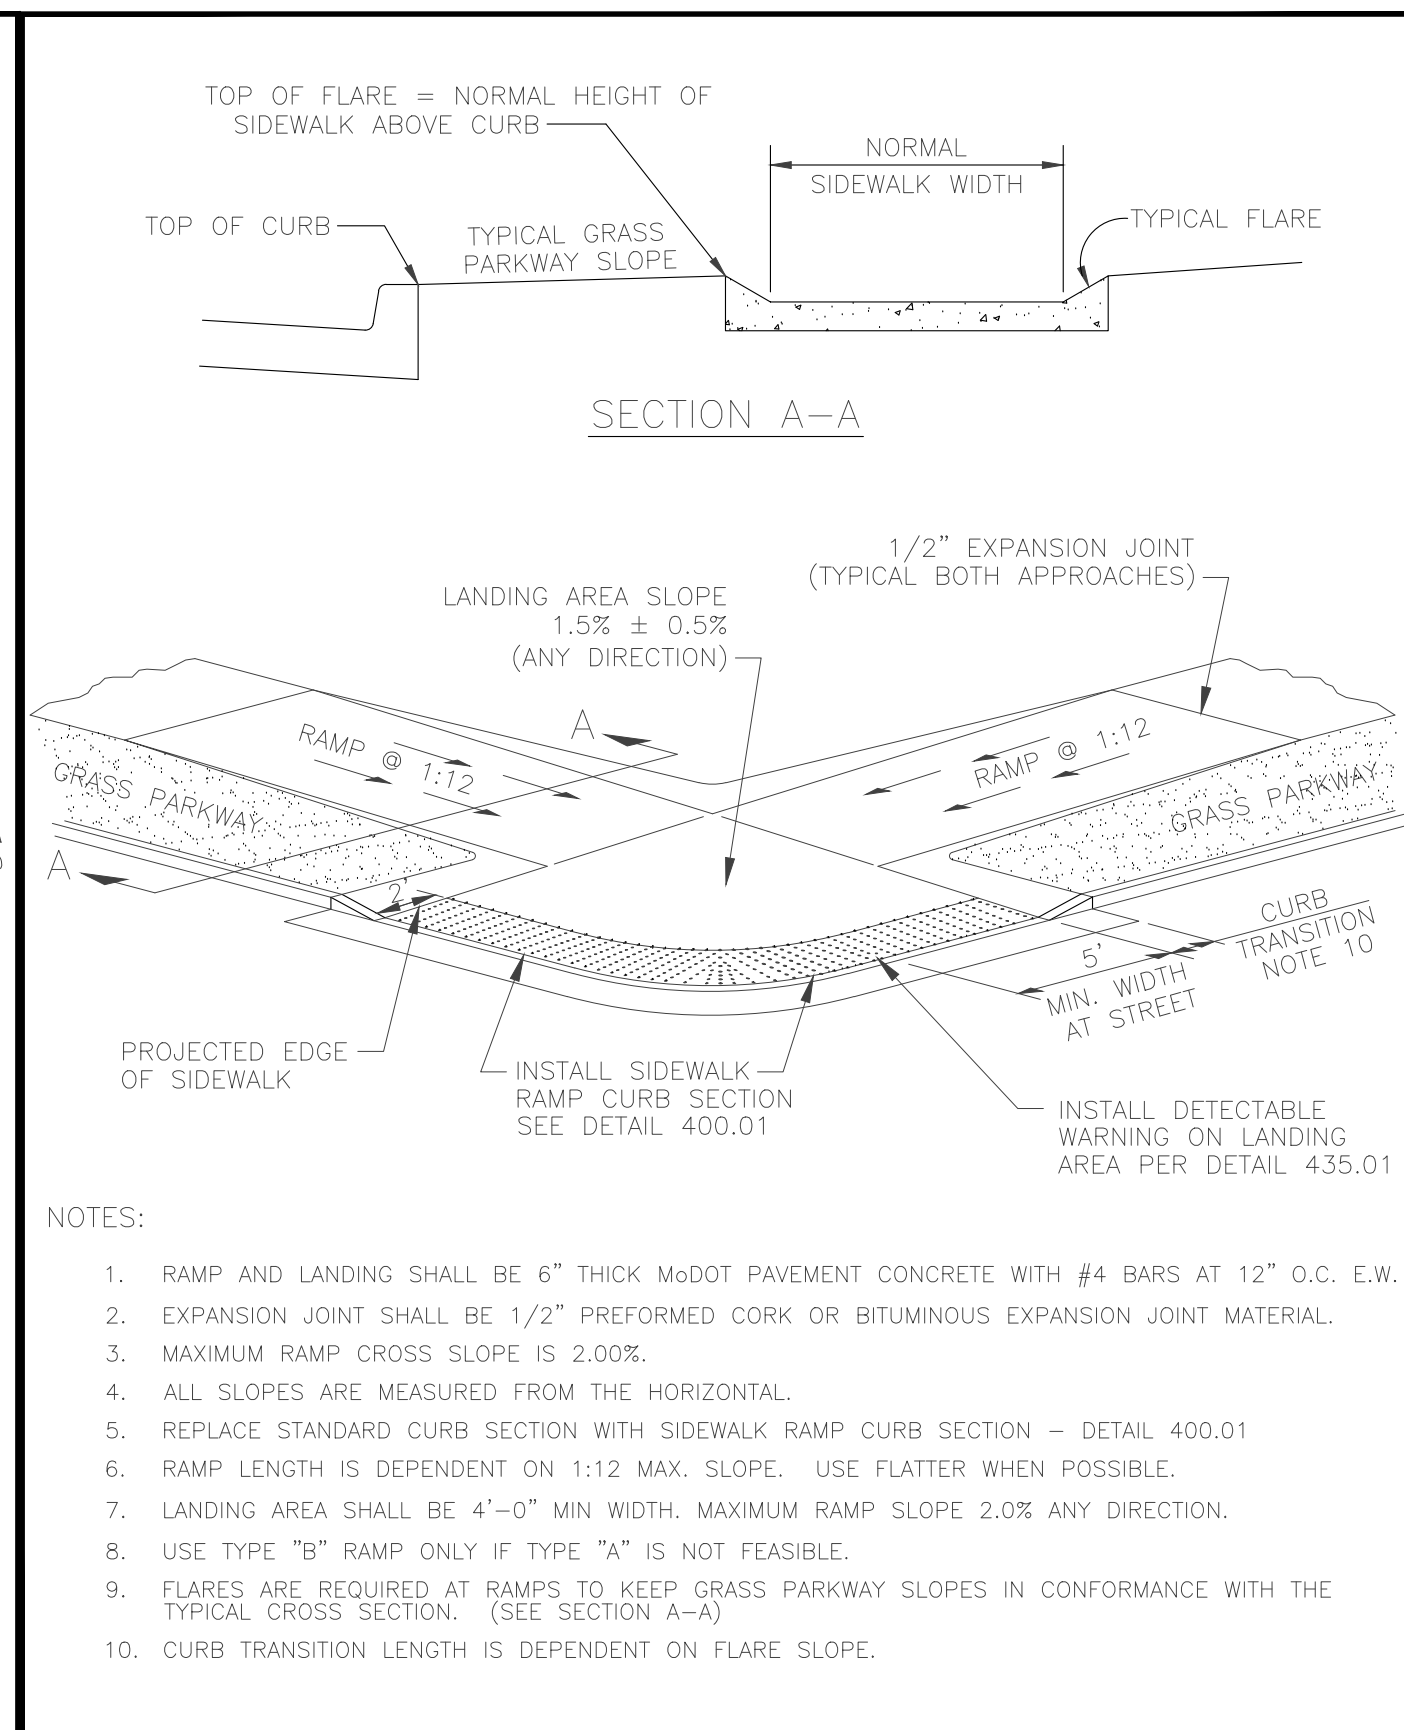 TOP OF FLARE = NORMAL HEIGHT OF
SIDEWALK ABOVE CURB
NORMAL
SIDEWALK WIDTH
TOP OF CURB
TYPICAL GRASS
PARKWAY SLOPE
TYPICAL FLARE
SECTION A–A
1/2" EXPANSION JOINT
(TYPICAL BOTH APPROACHES)
LANDING AREA SLOPE
1.5% ± 0.5%
(ANY DIRECTION)
A
RAMP @ 1:12
RAMP @ 1:12
GRASS PARKWAY
GRASS PARKWAY
A
2'
CURB
TRANSITION
NOTE 10
5'
MIN. WIDTH
AT STREET
PROJECTED EDGE
OF SIDEWALK
INSTALL SIDEWALK
RAMP CURB SECTION
SEE DETAIL 400.01
INSTALL DETECTABLE
WARNING ON LANDING
AREA PER DETAIL 435.01
NOTES:
1. RAMP AND LANDING SHALL BE 6" THICK MoDOT PAVEMENT CONCRETE WITH #4 BARS AT 12" O.C. E.W.
2. EXPANSION JOINT SHALL BE 1/2" PREFORMED CORK OR BITUMINOUS EXPANSION JOINT MATERIAL.
3. MAXIMUM RAMP CROSS SLOPE IS 2.00%.
4. ALL SLOPES ARE MEASURED FROM THE HORIZONTAL.
5. REPLACE STANDARD CURB SECTION WITH SIDEWALK RAMP CURB SECTION – DETAIL 400.01
6. RAMP LENGTH IS DEPENDENT ON 1:12 MAX. SLOPE. USE FLATTER WHEN POSSIBLE.
7. LANDING AREA SHALL BE 4'–0" MIN WIDTH. MAXIMUM RAMP SLOPE 2.0% ANY DIRECTION.
8. USE TYPE "B" RAMP ONLY IF TYPE "A" IS NOT FEASIBLE.
9. FLARES ARE REQUIRED AT RAMPS TO KEEP GRASS PARKWAY SLOPES IN CONFORMANCE WITH THE
TYPICAL CROSS SECTION. (SEE SECTION A–A)
10. CURB TRANSITION LENGTH IS DEPENDENT ON FLARE SLOPE.